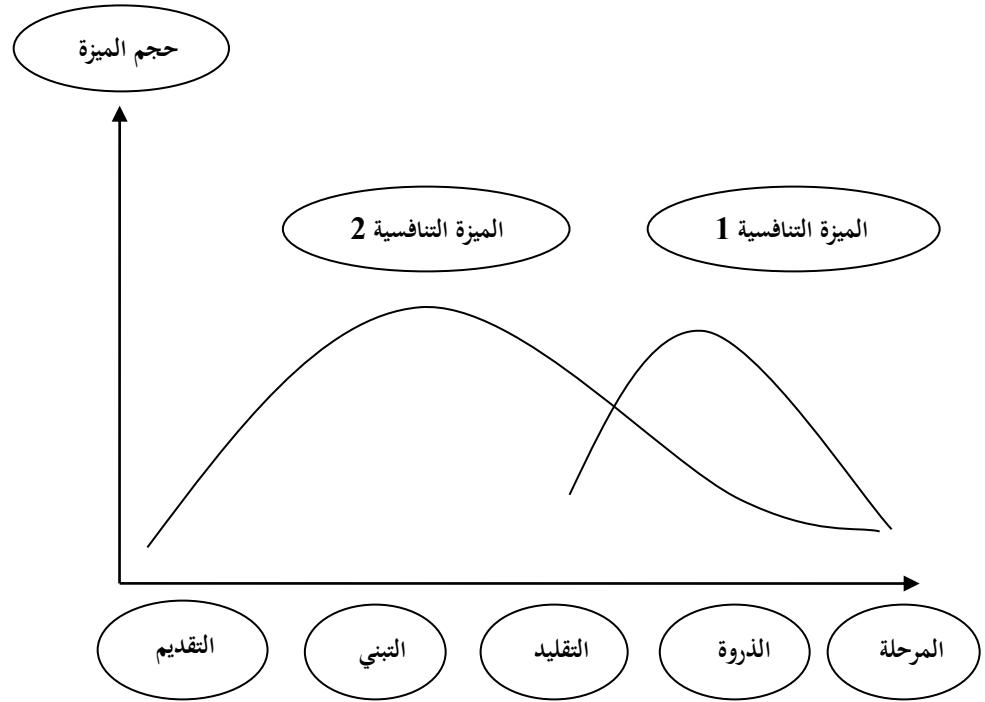 حجم الميزة
الميزة التنافسية 1
الميزة التنافسية 2
المرحلة
الذروة
التقليد
التبني
التقديم